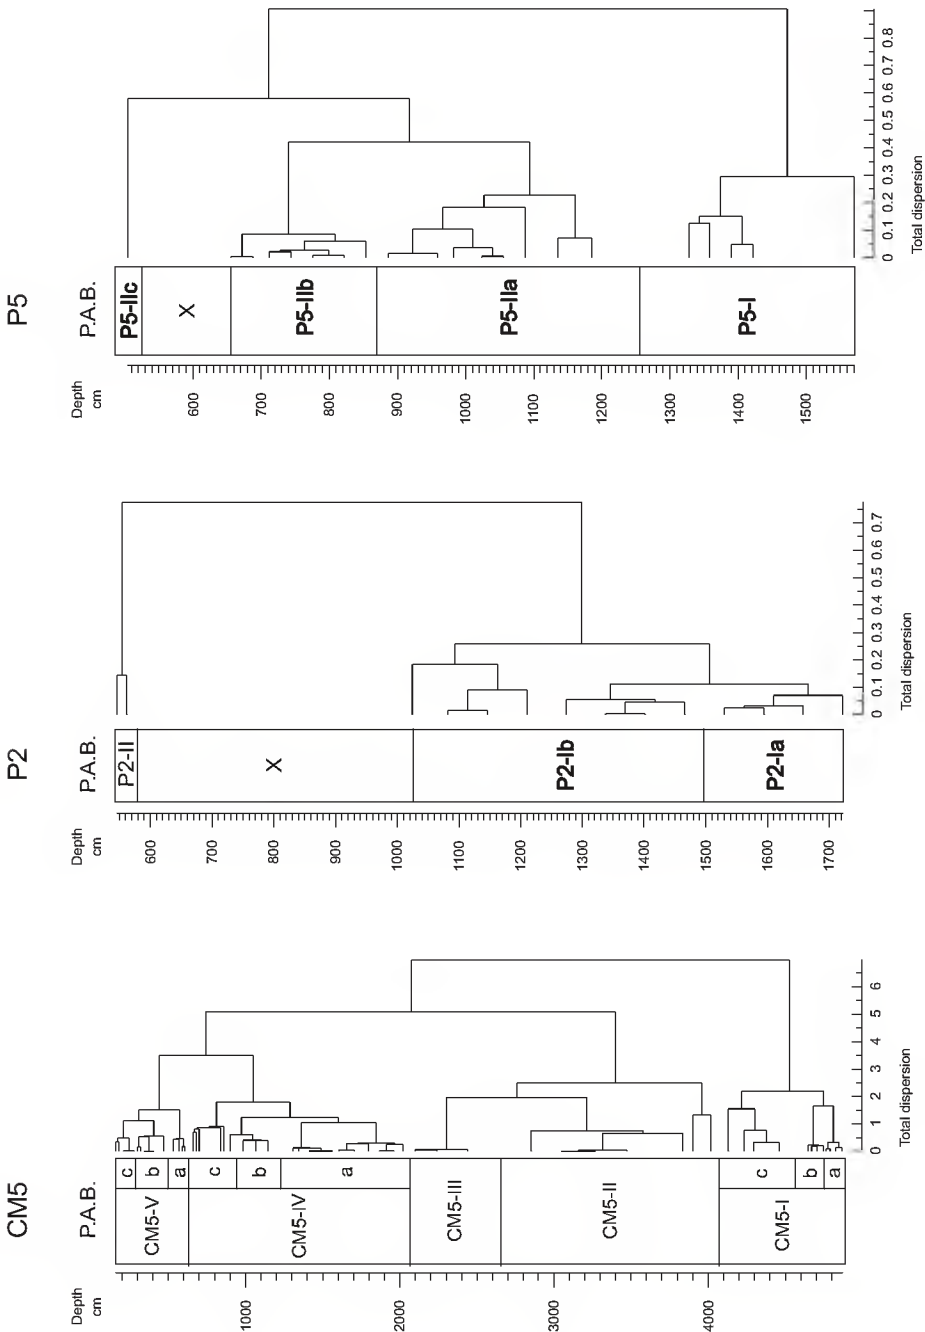 P5
P.A.B.
Depth
cm
P5-IIc
X
P5-IIb
P5-IIa
P5-I
600
700
800
900
1000
1100
1200
1300
1400
1500
0
0.1
0.2
0.3
0.4
0.5
0.6
0.7
0.8
Total dispersion
P2
P.A.B.
Depth
cm
P2-II
X
P2-Ib
P2-Ia
600
700
800
900
1000
1100
1200
1300
1400
1500
1600
1700
0
0.1
0.2
0.3
0.4
0.5
0.6
0.7
Total dispersion
CM5
P.A.B.
Depth
cm
c
b
a
c
b
a
c
b
a
CM5-V
CM5-IV
CM5-III
CM5-II
CM5-I
1000
2000
3000
4000
0
1
2
3
4
5
6
Total dispersion